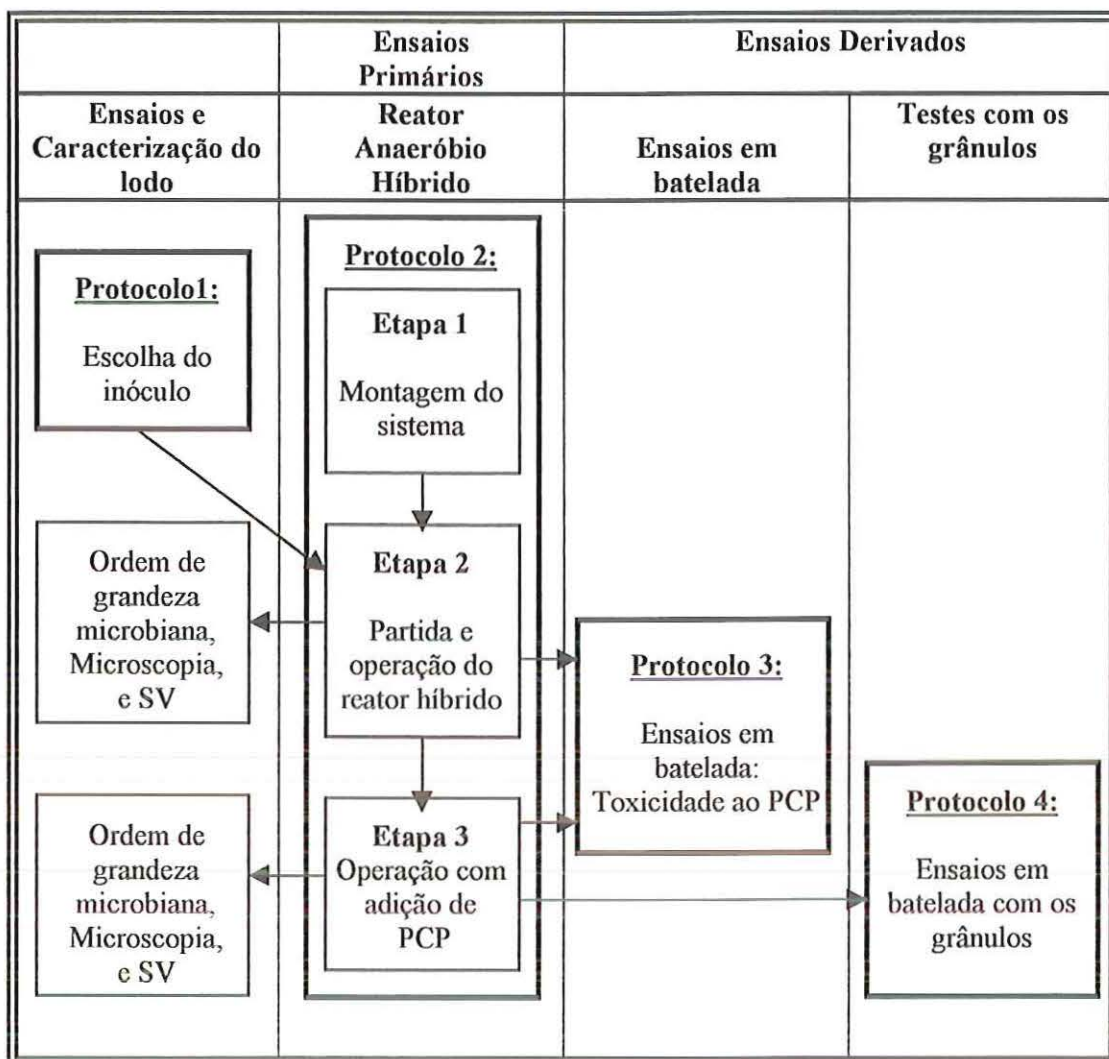 Ensaios
Primários
Ensaios Derivados
Ensaios e
Caracterização do
lodo
Reator
Anaeróbio
Híbrido
Ensaios em
batelada
Testes com os
grânulos
Protocolo1:
Escolha do
inóculo
Protocolo 2:
Etapa 1
Montagem do
sistema
Ordem de
grandeza
microbiana,
Microscopia,
e SV
Etapa 2
Partida e
operação do
reator híbrido
Protocolo 3:
Ensaios em
batelada:
Toxicidade ao PCP
Ordem de
grandeza
microbiana,
Microscopia,
e SV
Etapa 3
Operação com
adição de
PCP
Protocolo 4:
Ensaios em
batelada com os
grânulos